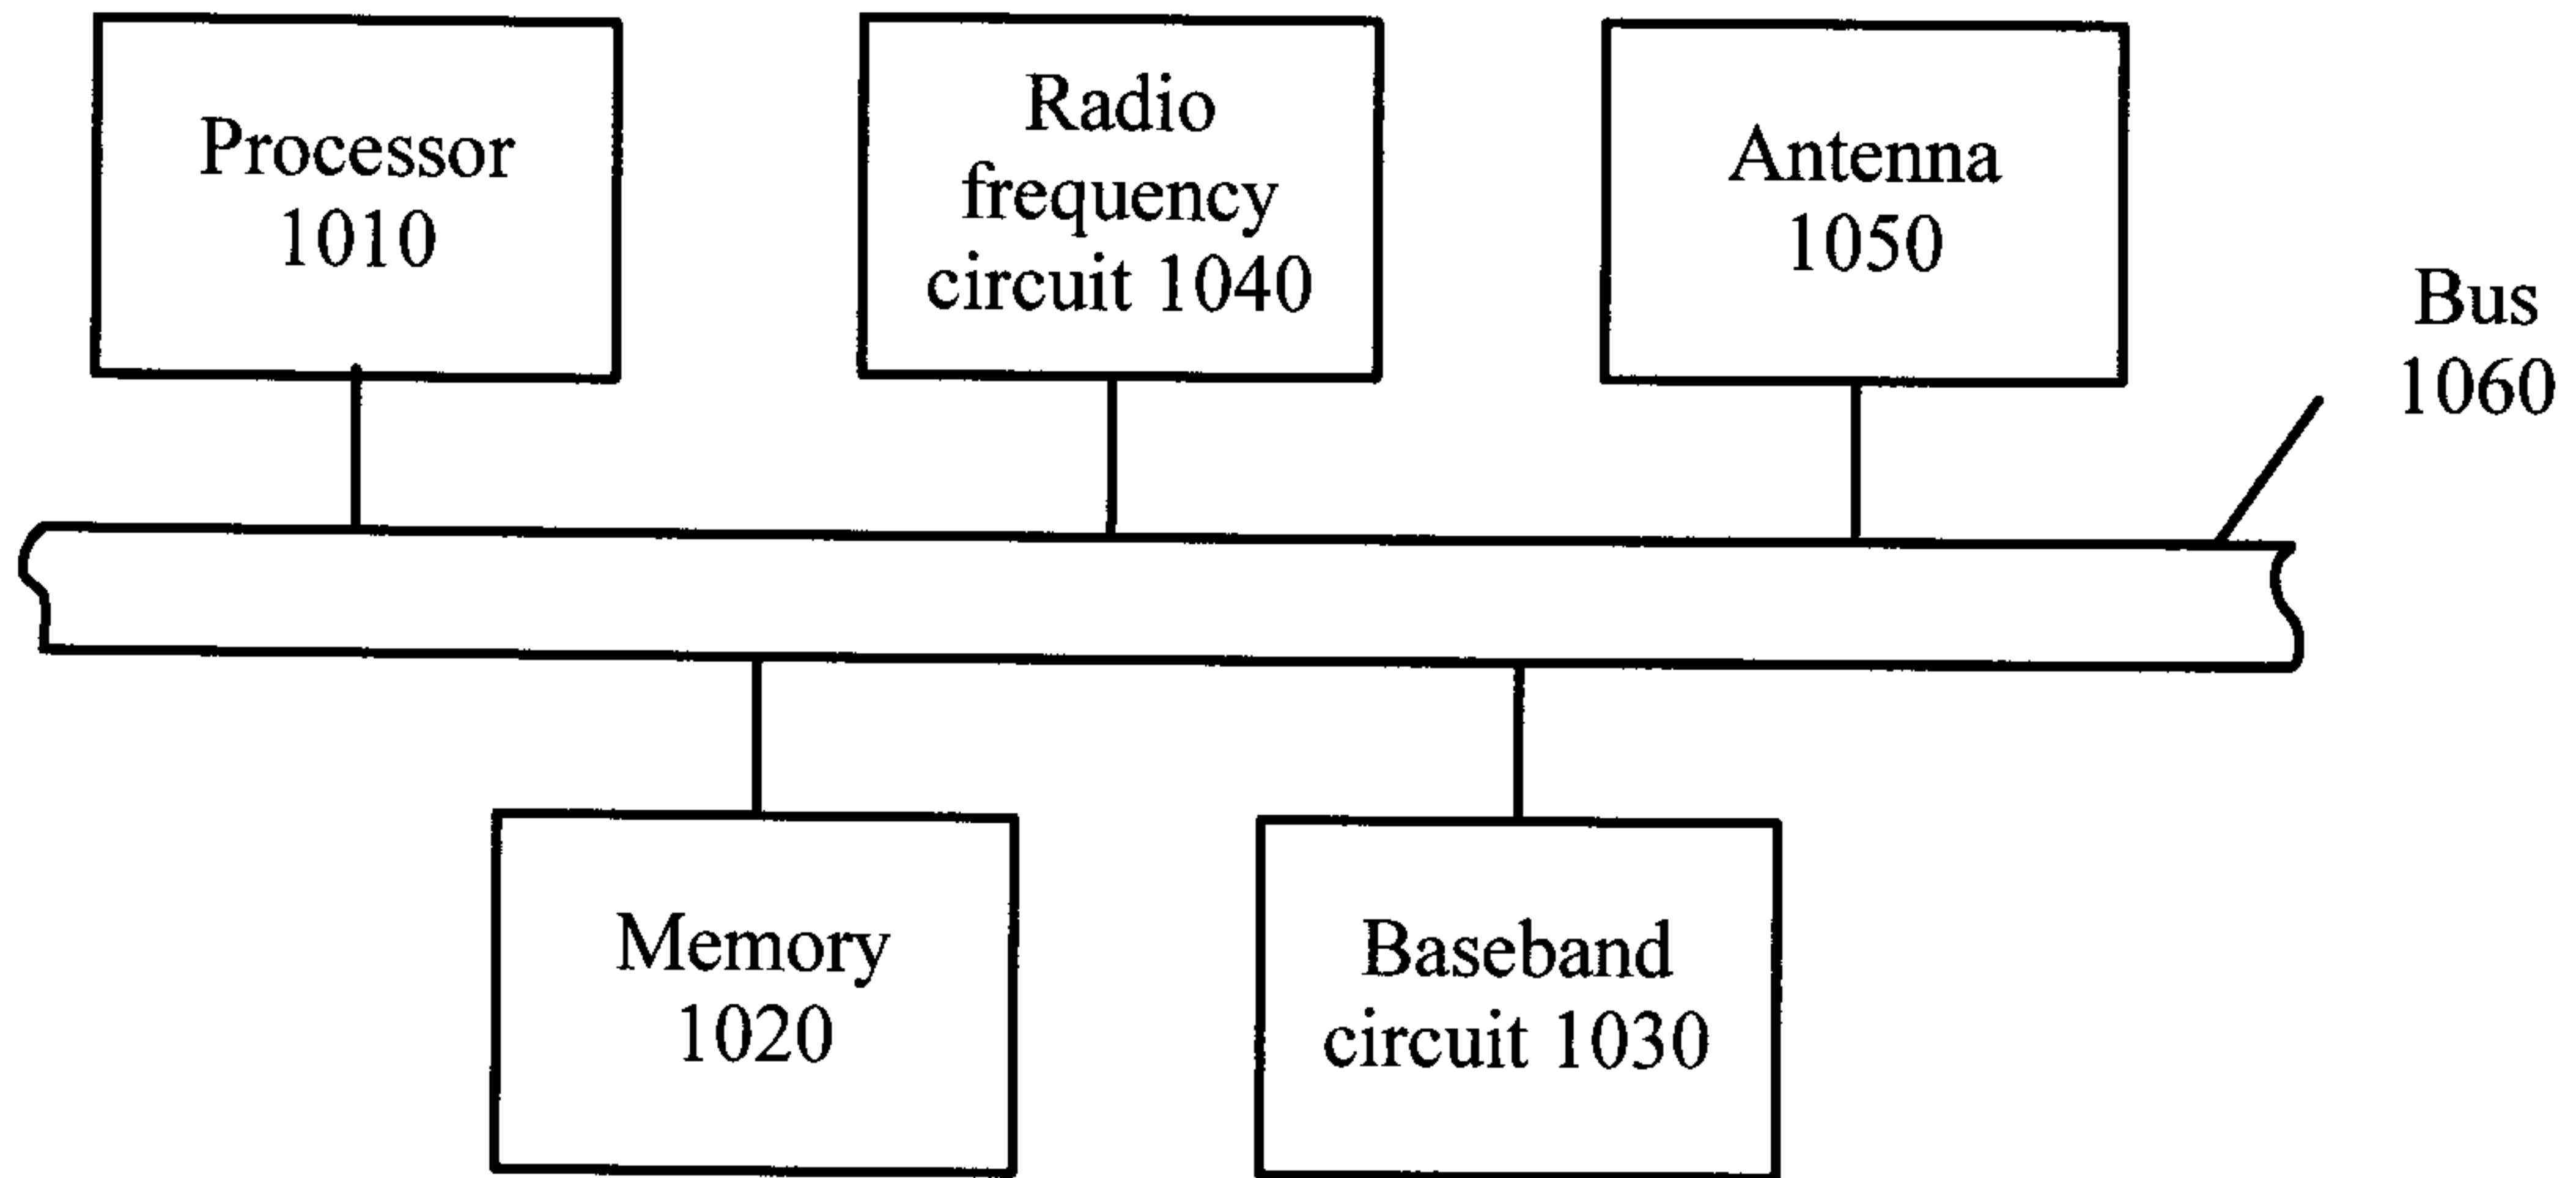 Processor
1010
Radio
frequency
circuit 1040
Antenna
1050
Bus
1060
Memory
1020
Baseband
circuit 1030